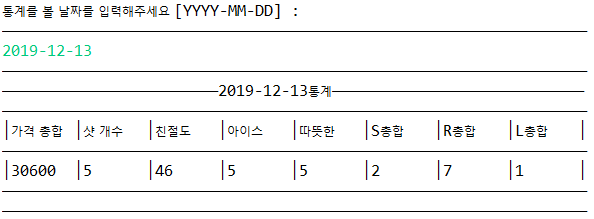 통계를 볼 날짜를 입력해주세요 [YYYY-MM-DD] :
2019-12-13
2019-12-13통계
|가격 총합 |샷 개수 |친절도 |아이스 |따뜻한 |S총합 |R총합 |L총합 |
|30600 |5 |46 |5 |5 |2 |7 |1 |